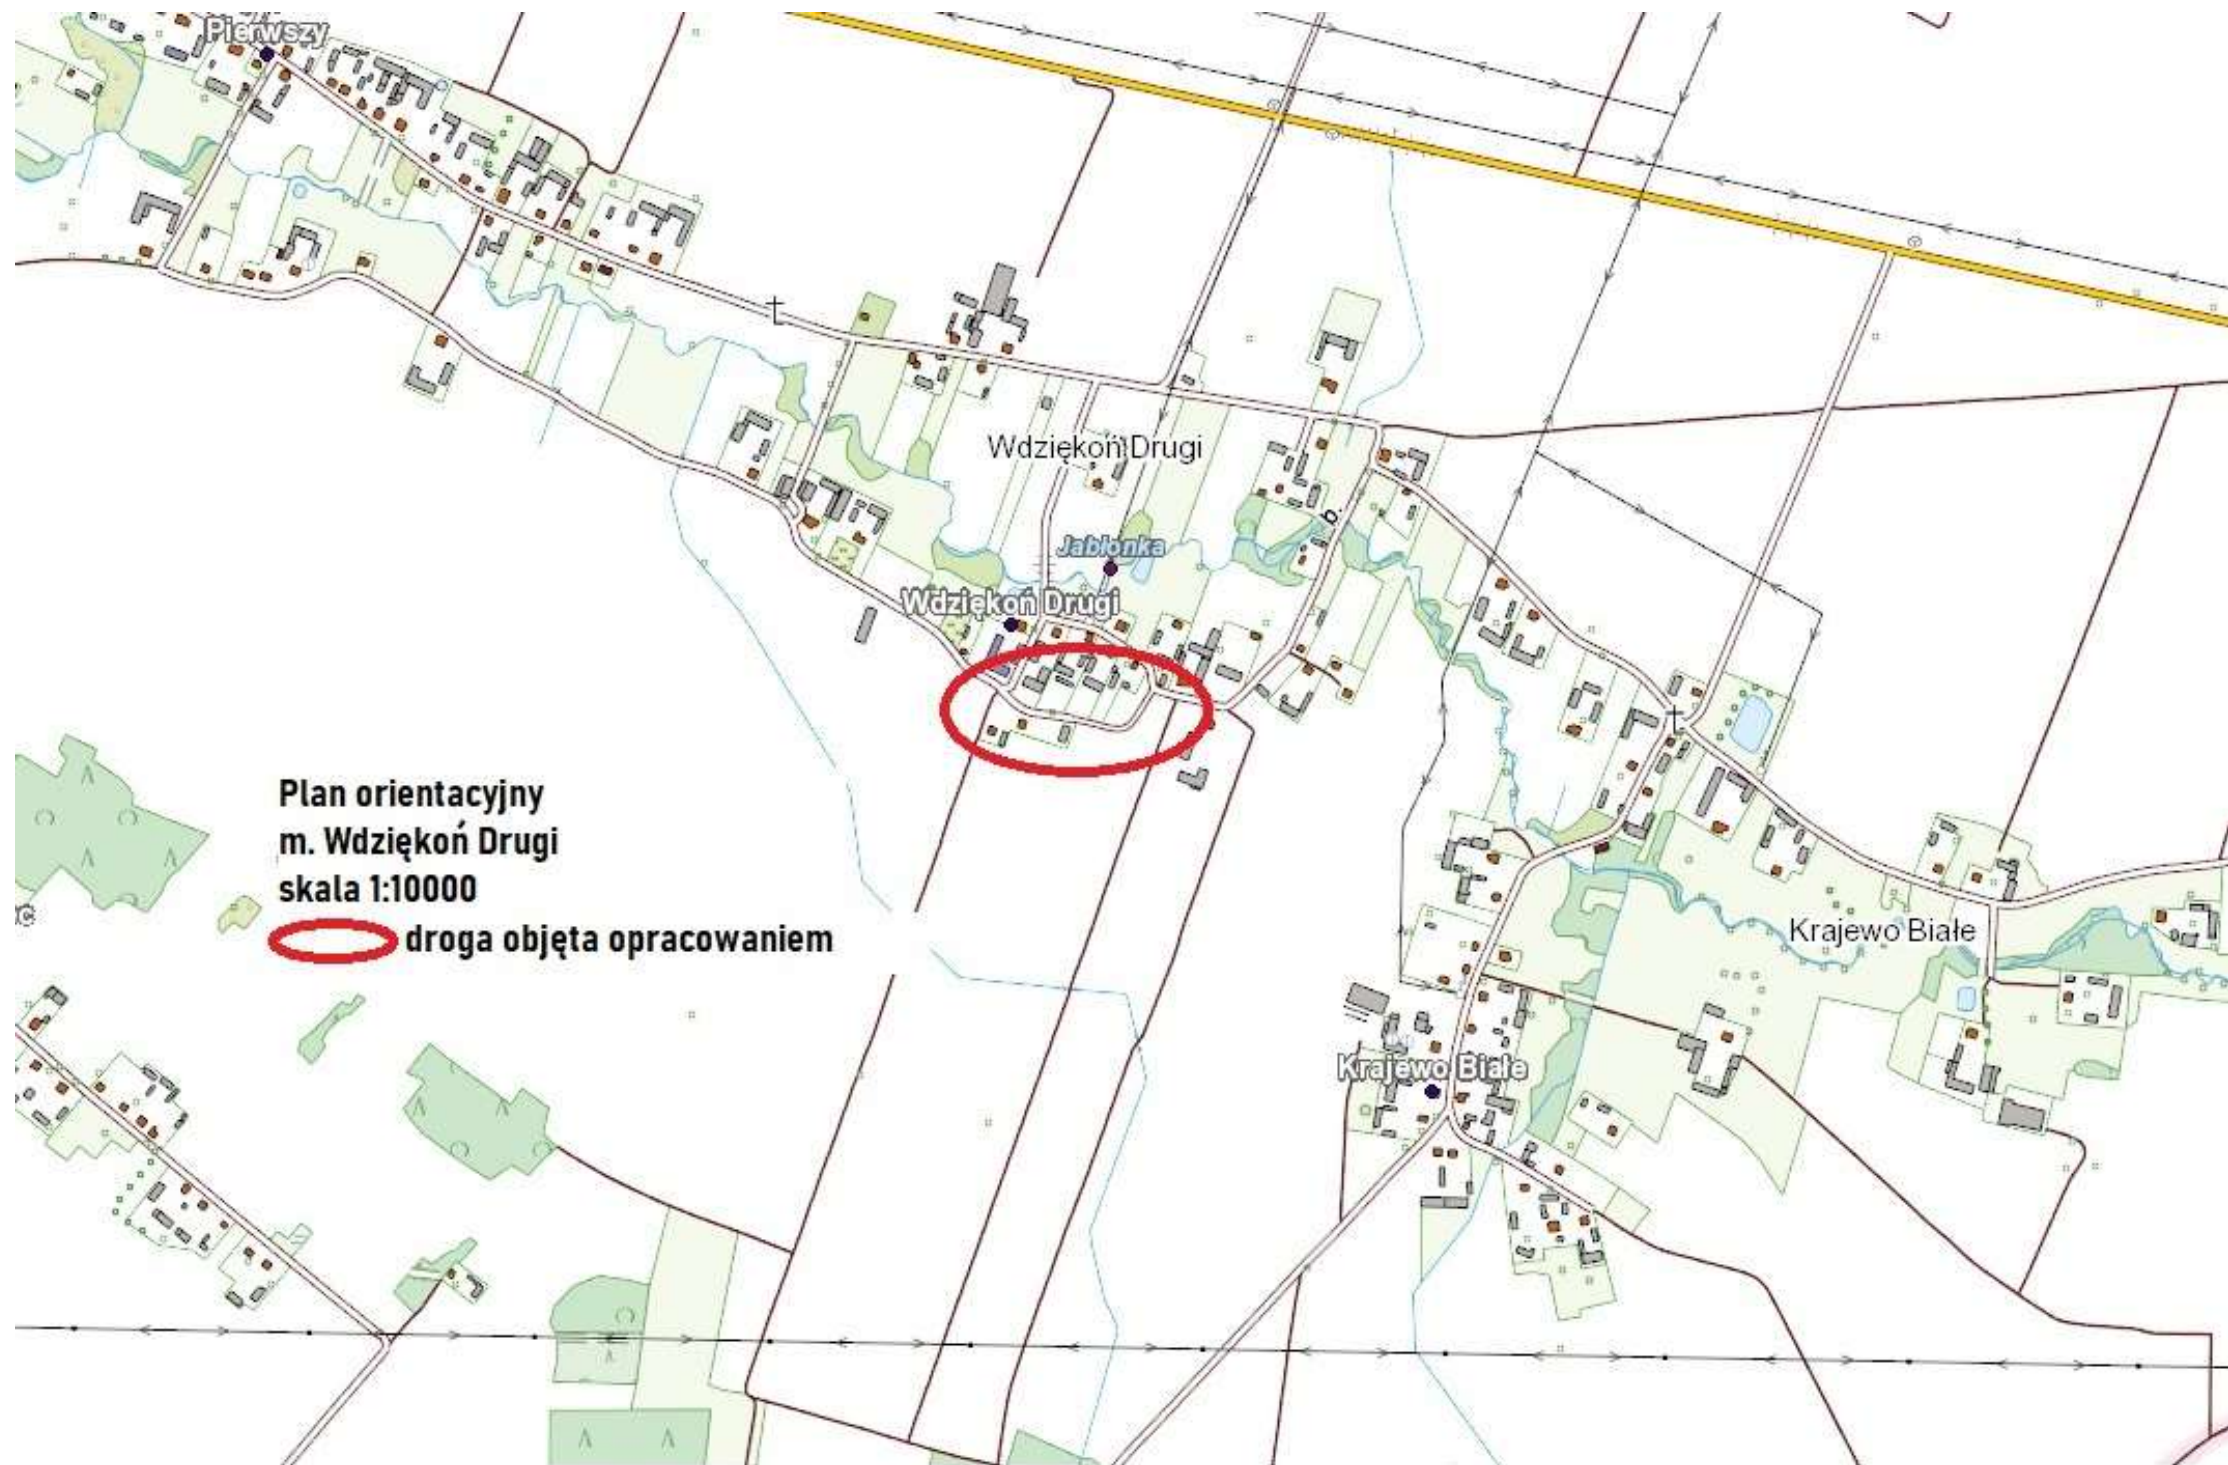 Pierwszy
Wdziękoń Drugi
b.
Jabłonka
Wdziękoń Drugi
Plan orientacyjny
m. Wdziękoń Drugi
skala 1:10000
droga objęta opracowaniem
Krajewo Białe
Krajewo Białe